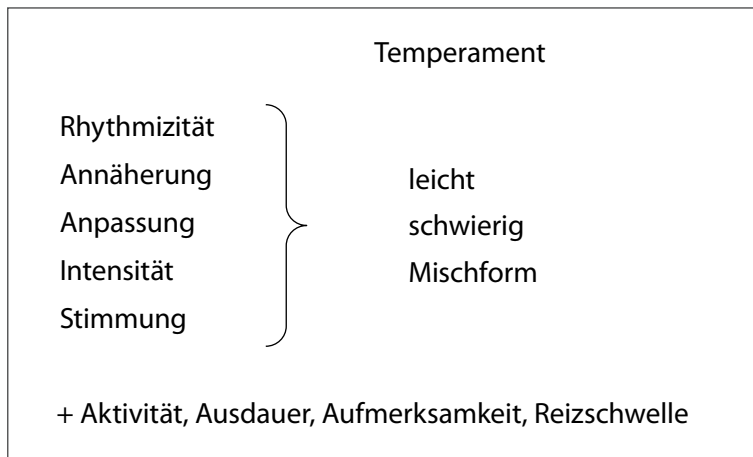 Temperament
Rhythmizität
Annäherung
Anpassung
Intensität
Stimmung
leicht
schwierig
Mischform
+ Aktivität, Ausdauer, Aufmerksamkeit, Reizschwelle